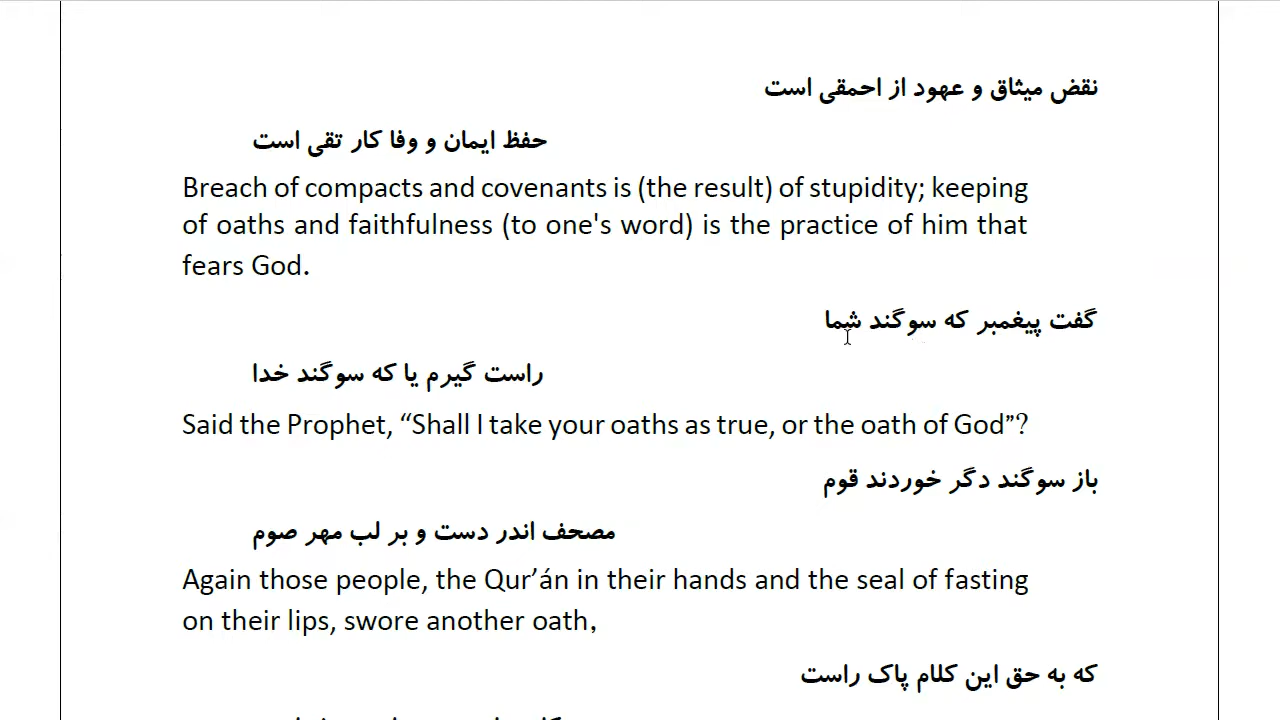 نقض میثاق و عهود از احمقی است
حفظ ایمان و وفا کار تقی است
Breach of compacts and covenants is (the result) of stupidity; keeping
of oaths and faithfulness (to one's word) is the practice of him that
fears God.
گفت پیغمبر که سوگند شما
راست گیرم یا که سوگند خدا
Said the Prophet, “Shall I take your oaths as true, or the oath of God”?
باز سوگند دگر خوردند قوم
مصحف اندر دست و بر لب مهر صوم
Again those people, the Qur’án in their hands and the seal of fasting
on their lips, swore another oath,
که به حق این کلام پاک راست